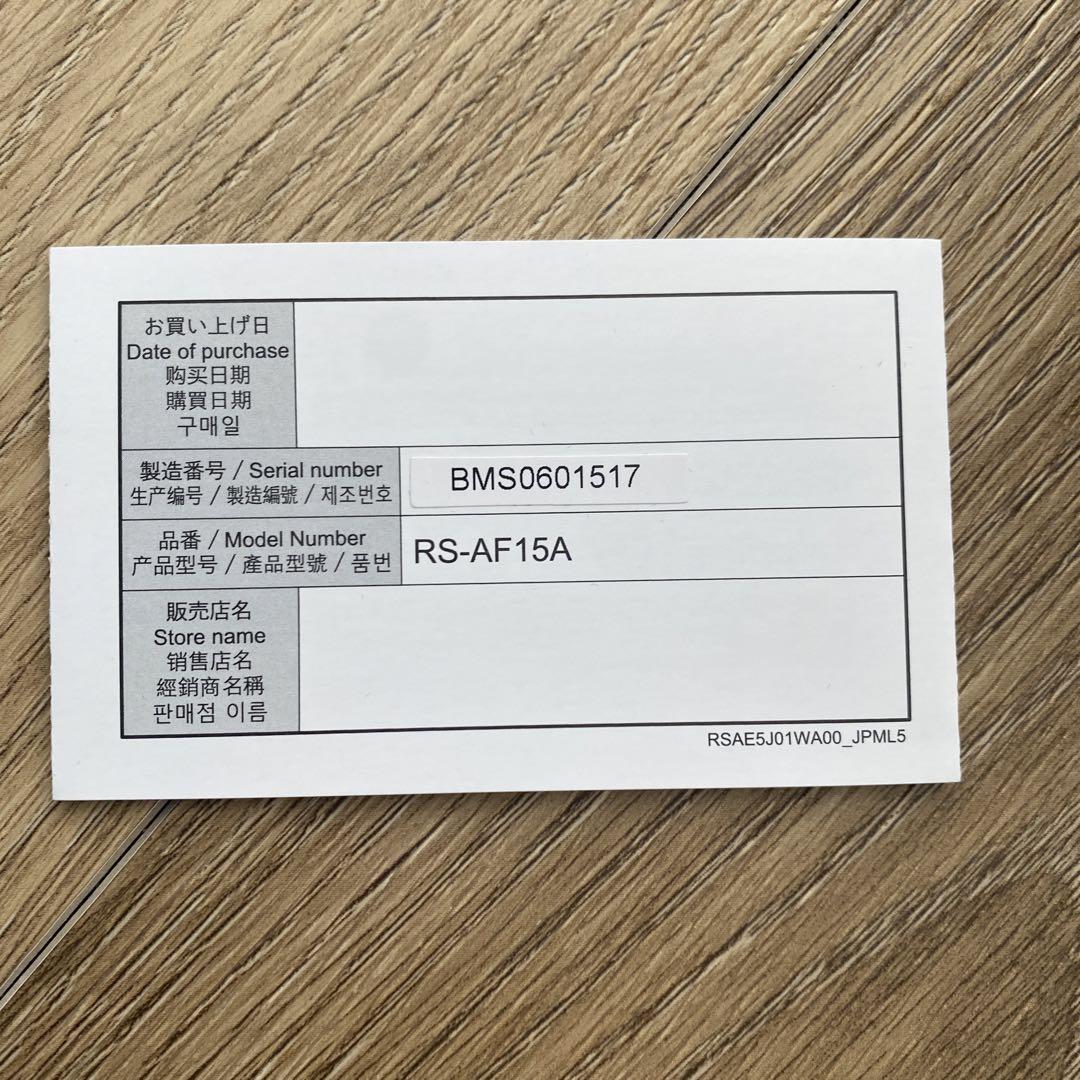 お買い上げ日
Date of purchase
购买日期
購買日期
구매일
製造番号 / Serial number
生产编号 / 製造編號 / 제조번호
BMS0601517
品番 / Model Number
产品型号 / 產品型號 / 품번
RS-AF15A
販売店名
Store name
销售店名
經銷商名稱
판매점 이름
RSAE5J01WA00_JPML5